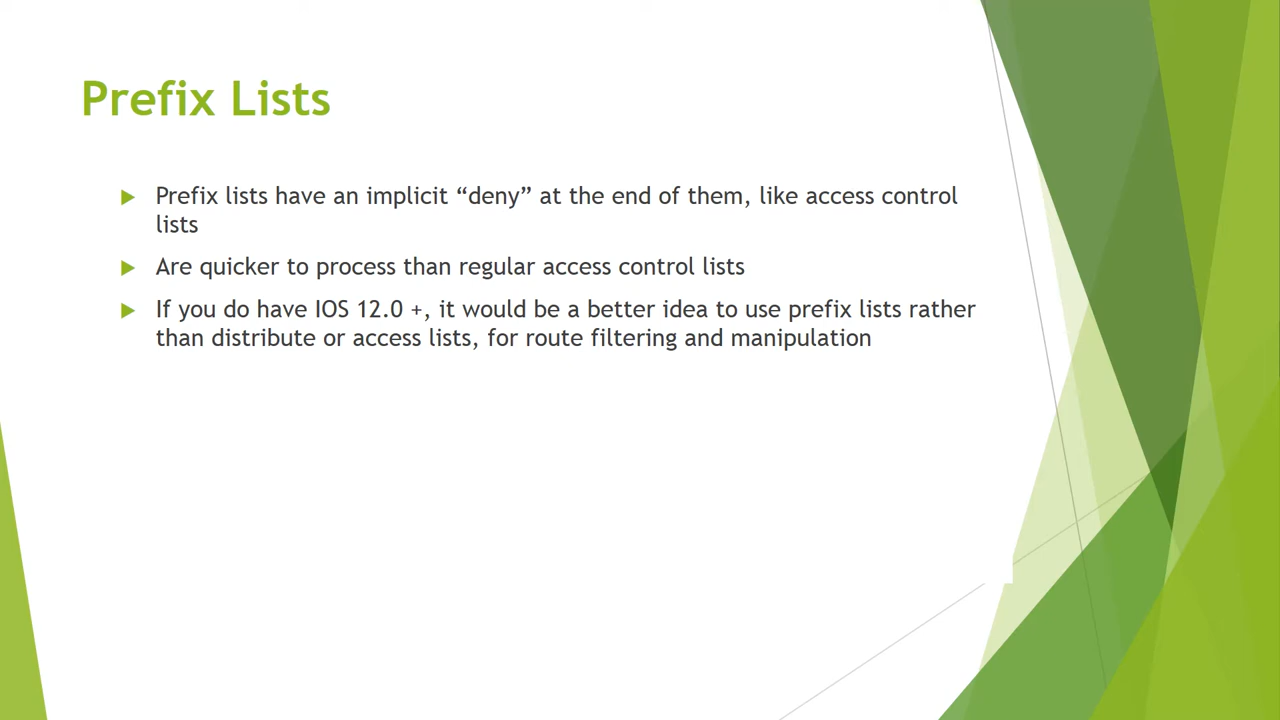 Prefix Lists
Prefix lists have an implicit “deny” at the end of them, like access control
lists
Are quicker to process than regular access control lists
If you do have IOS 12.0 +, it would be a better idea to use prefix lists rather
than distribute or access lists, for route filtering and manipulation